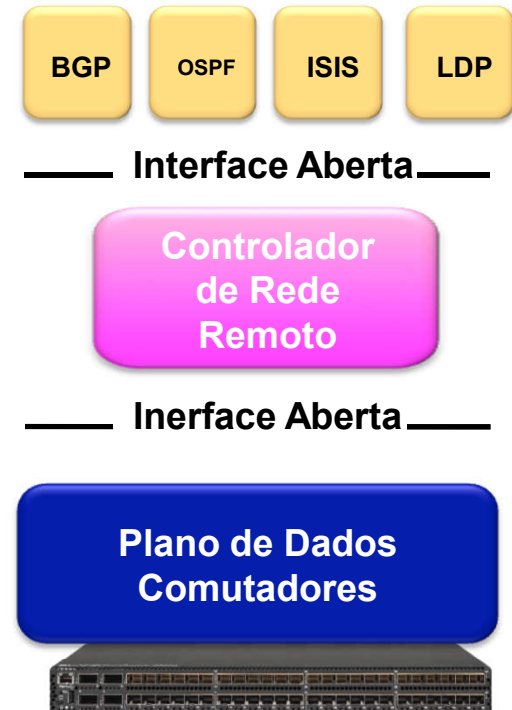 BGP OSPF ISIS LDP
Interface Aberta
Controlador
de Rede
Remoto
Inerface Aberta
Plano de Dados
Comutadores